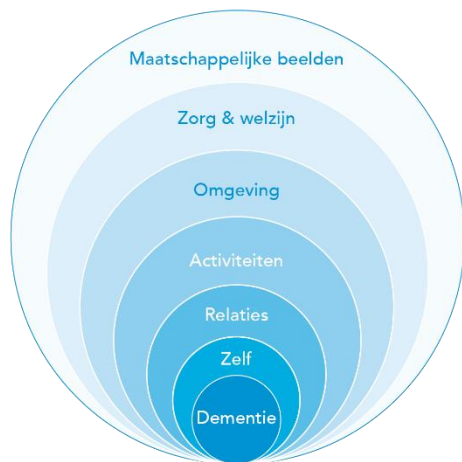 Maatschappelijke beelden
Zorg & welzijn
Omgeving
Activiteiten
Relaties
Zelf
Dementie